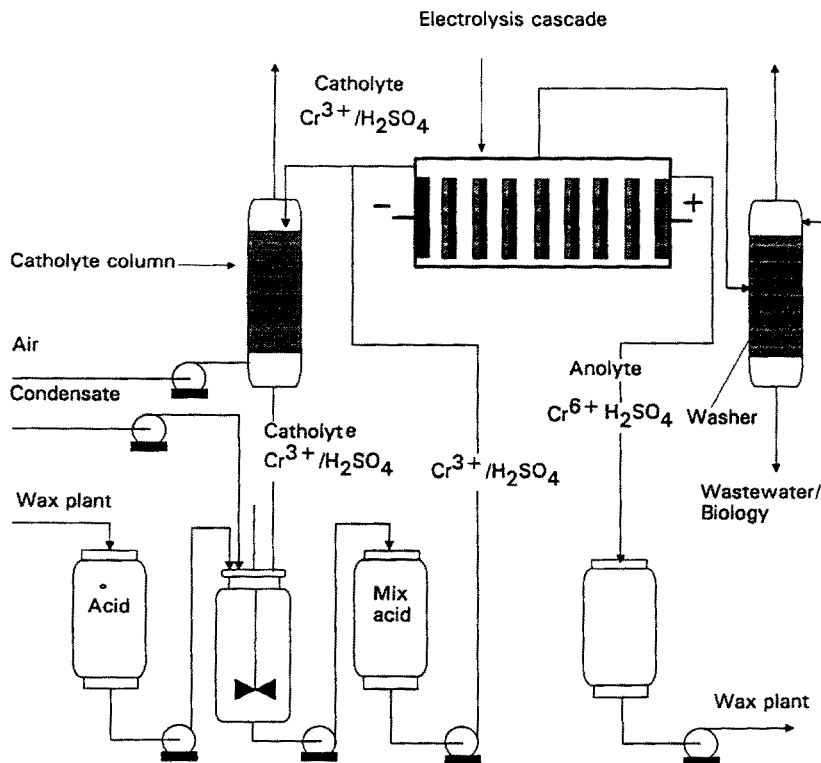 Electrolysis cascade
Catholyte
Cr³⁺/H₂SO₄
−
+
Catholyte column
Air
Condensate
Catholyte
Cr³⁺/H₂SO₄
Cr³⁺/H₂SO₄
Anolyte
Cr⁶⁺ H₂SO₄
Washer
Wastewater/
Biology
Wax plant
Acid
Mix
acid
Wax plant